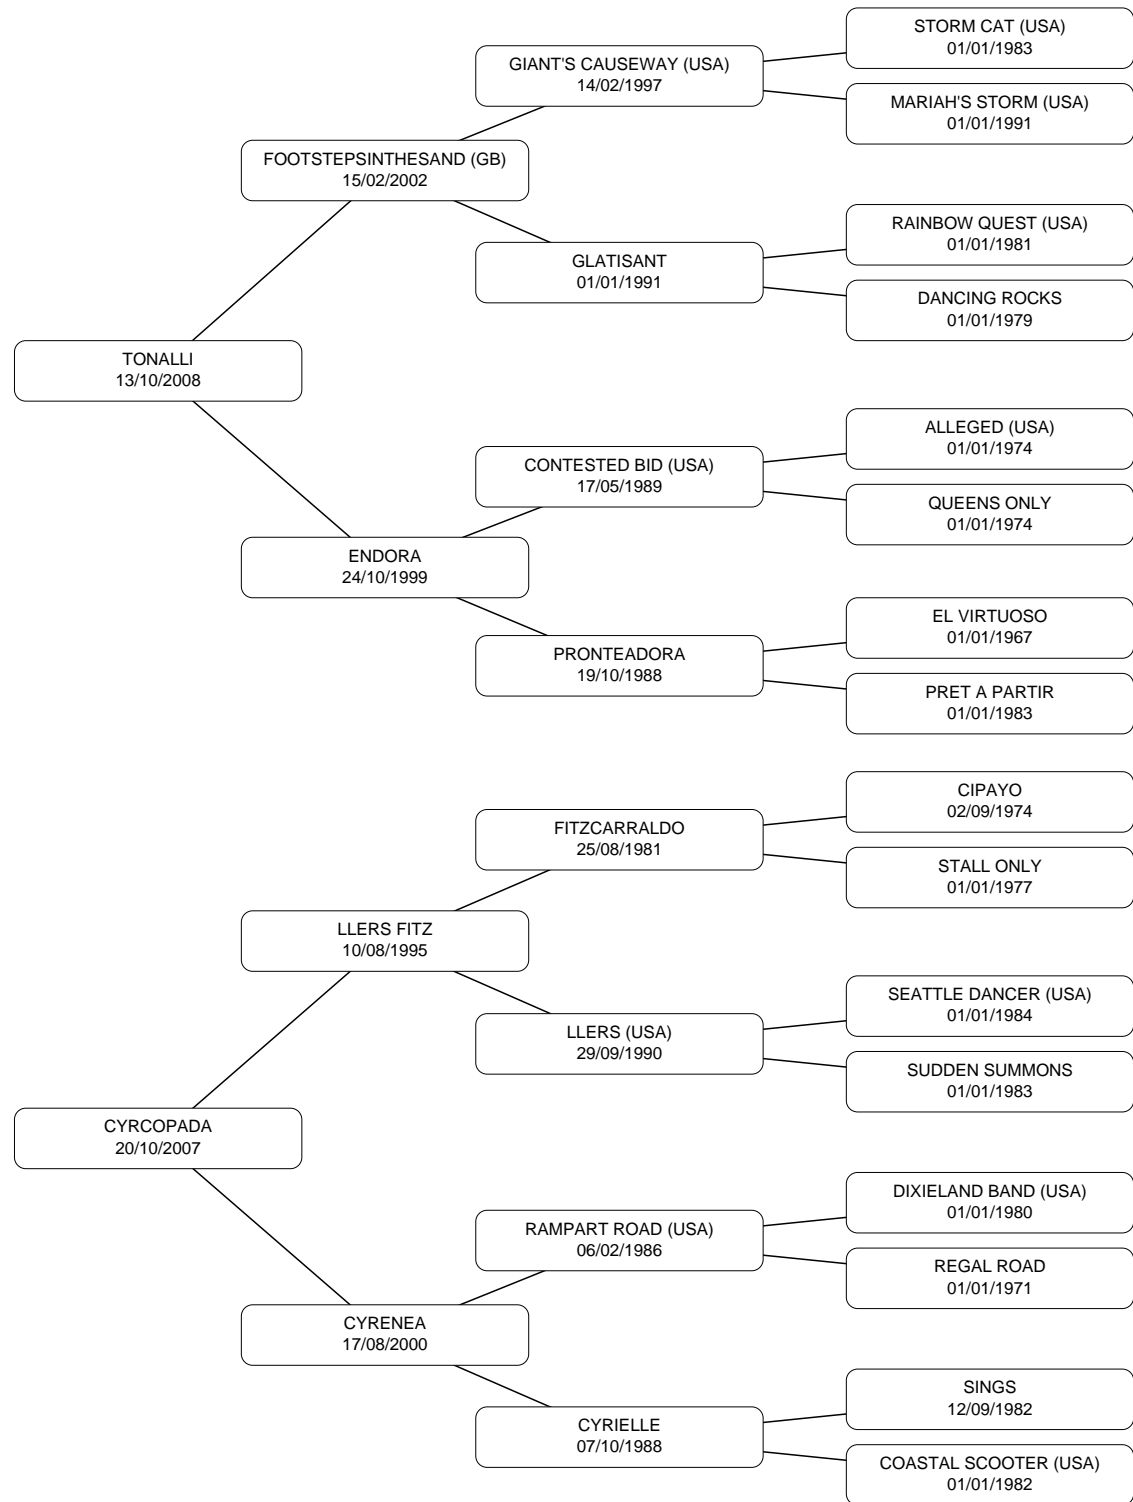 STORM CAT (USA)
01/01/1983
GIANT'S CAUSEWAY (USA)
14/02/1997
MARIAH'S STORM (USA)
01/01/1991
FOOTSTEPSINTHESAND (GB)
15/02/2002
RAINBOW QUEST (USA)
01/01/1981
GLATISANT
01/01/1991
DANCING ROCKS
01/01/1979
TONALLI
13/10/2008
ALLEGED (USA)
01/01/1974
CONTESTED BID (USA)
17/05/1989
QUEENS ONLY
01/01/1974
ENDORA
24/10/1999
EL VIRTUOSO
01/01/1967
PRONTEADORA
19/10/1988
PRET A PARTIR
01/01/1983
CIPAYO
02/09/1974
FITZCARRALDO
25/08/1981
STALL ONLY
01/01/1977
LLERS FITZ
10/08/1995
SEATTLE DANCER (USA)
01/01/1984
LLERS (USA)
29/09/1990
SUDDEN SUMMONS
01/01/1983
CYRCOPADA
20/10/2007
DIXIELAND BAND (USA)
01/01/1980
RAMPART ROAD (USA)
06/02/1986
REGAL ROAD
01/01/1971
CYRENEA
17/08/2000
SINGS
12/09/1982
CYRIELLE
07/10/1988
COASTAL SCOOTER (USA)
01/01/1982